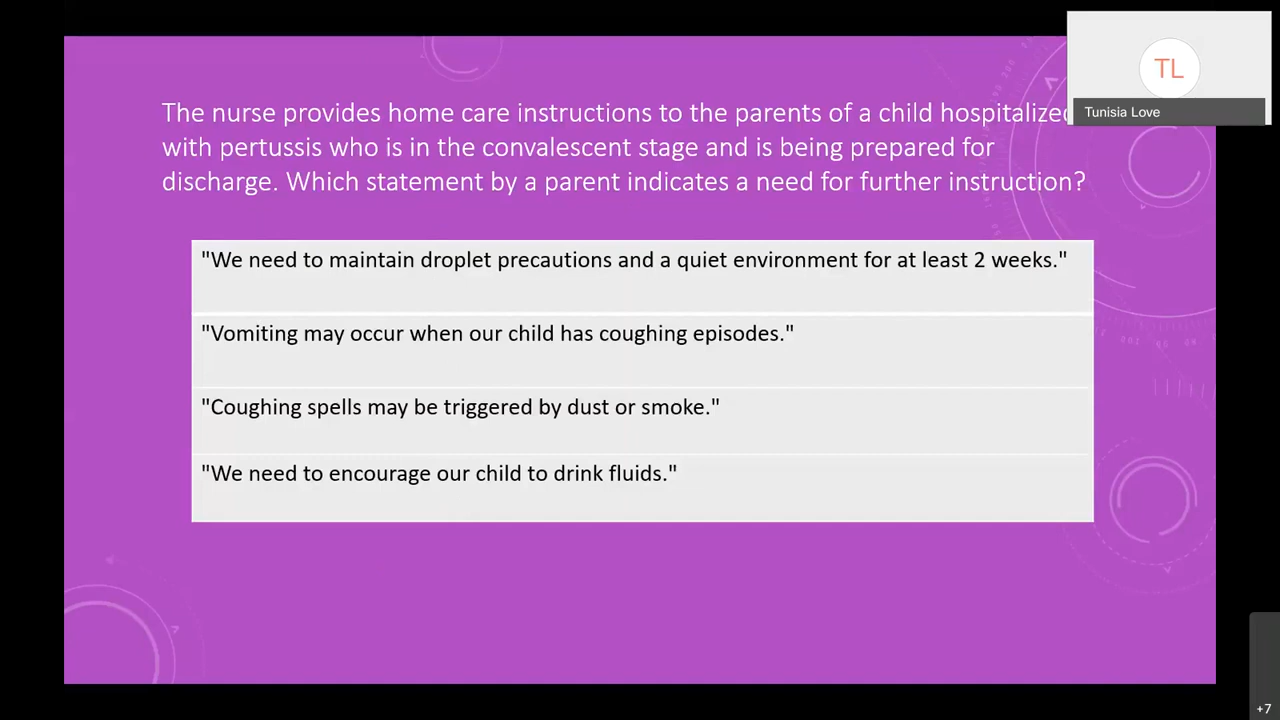 The nurse provides home care instructions to the parents of a child hospitalized
with pertussis who is in the convalescent stage and is being prepared for
discharge. Which statement by a parent indicates a need for further instruction?
"We need to maintain droplet precautions and a quiet environment for at least 2 weeks."
"Vomiting may occur when our child has coughing episodes."
"Coughing spells may be triggered by dust or smoke."
"We need to encourage our child to drink fluids."
TL
Tunisia Love
+7